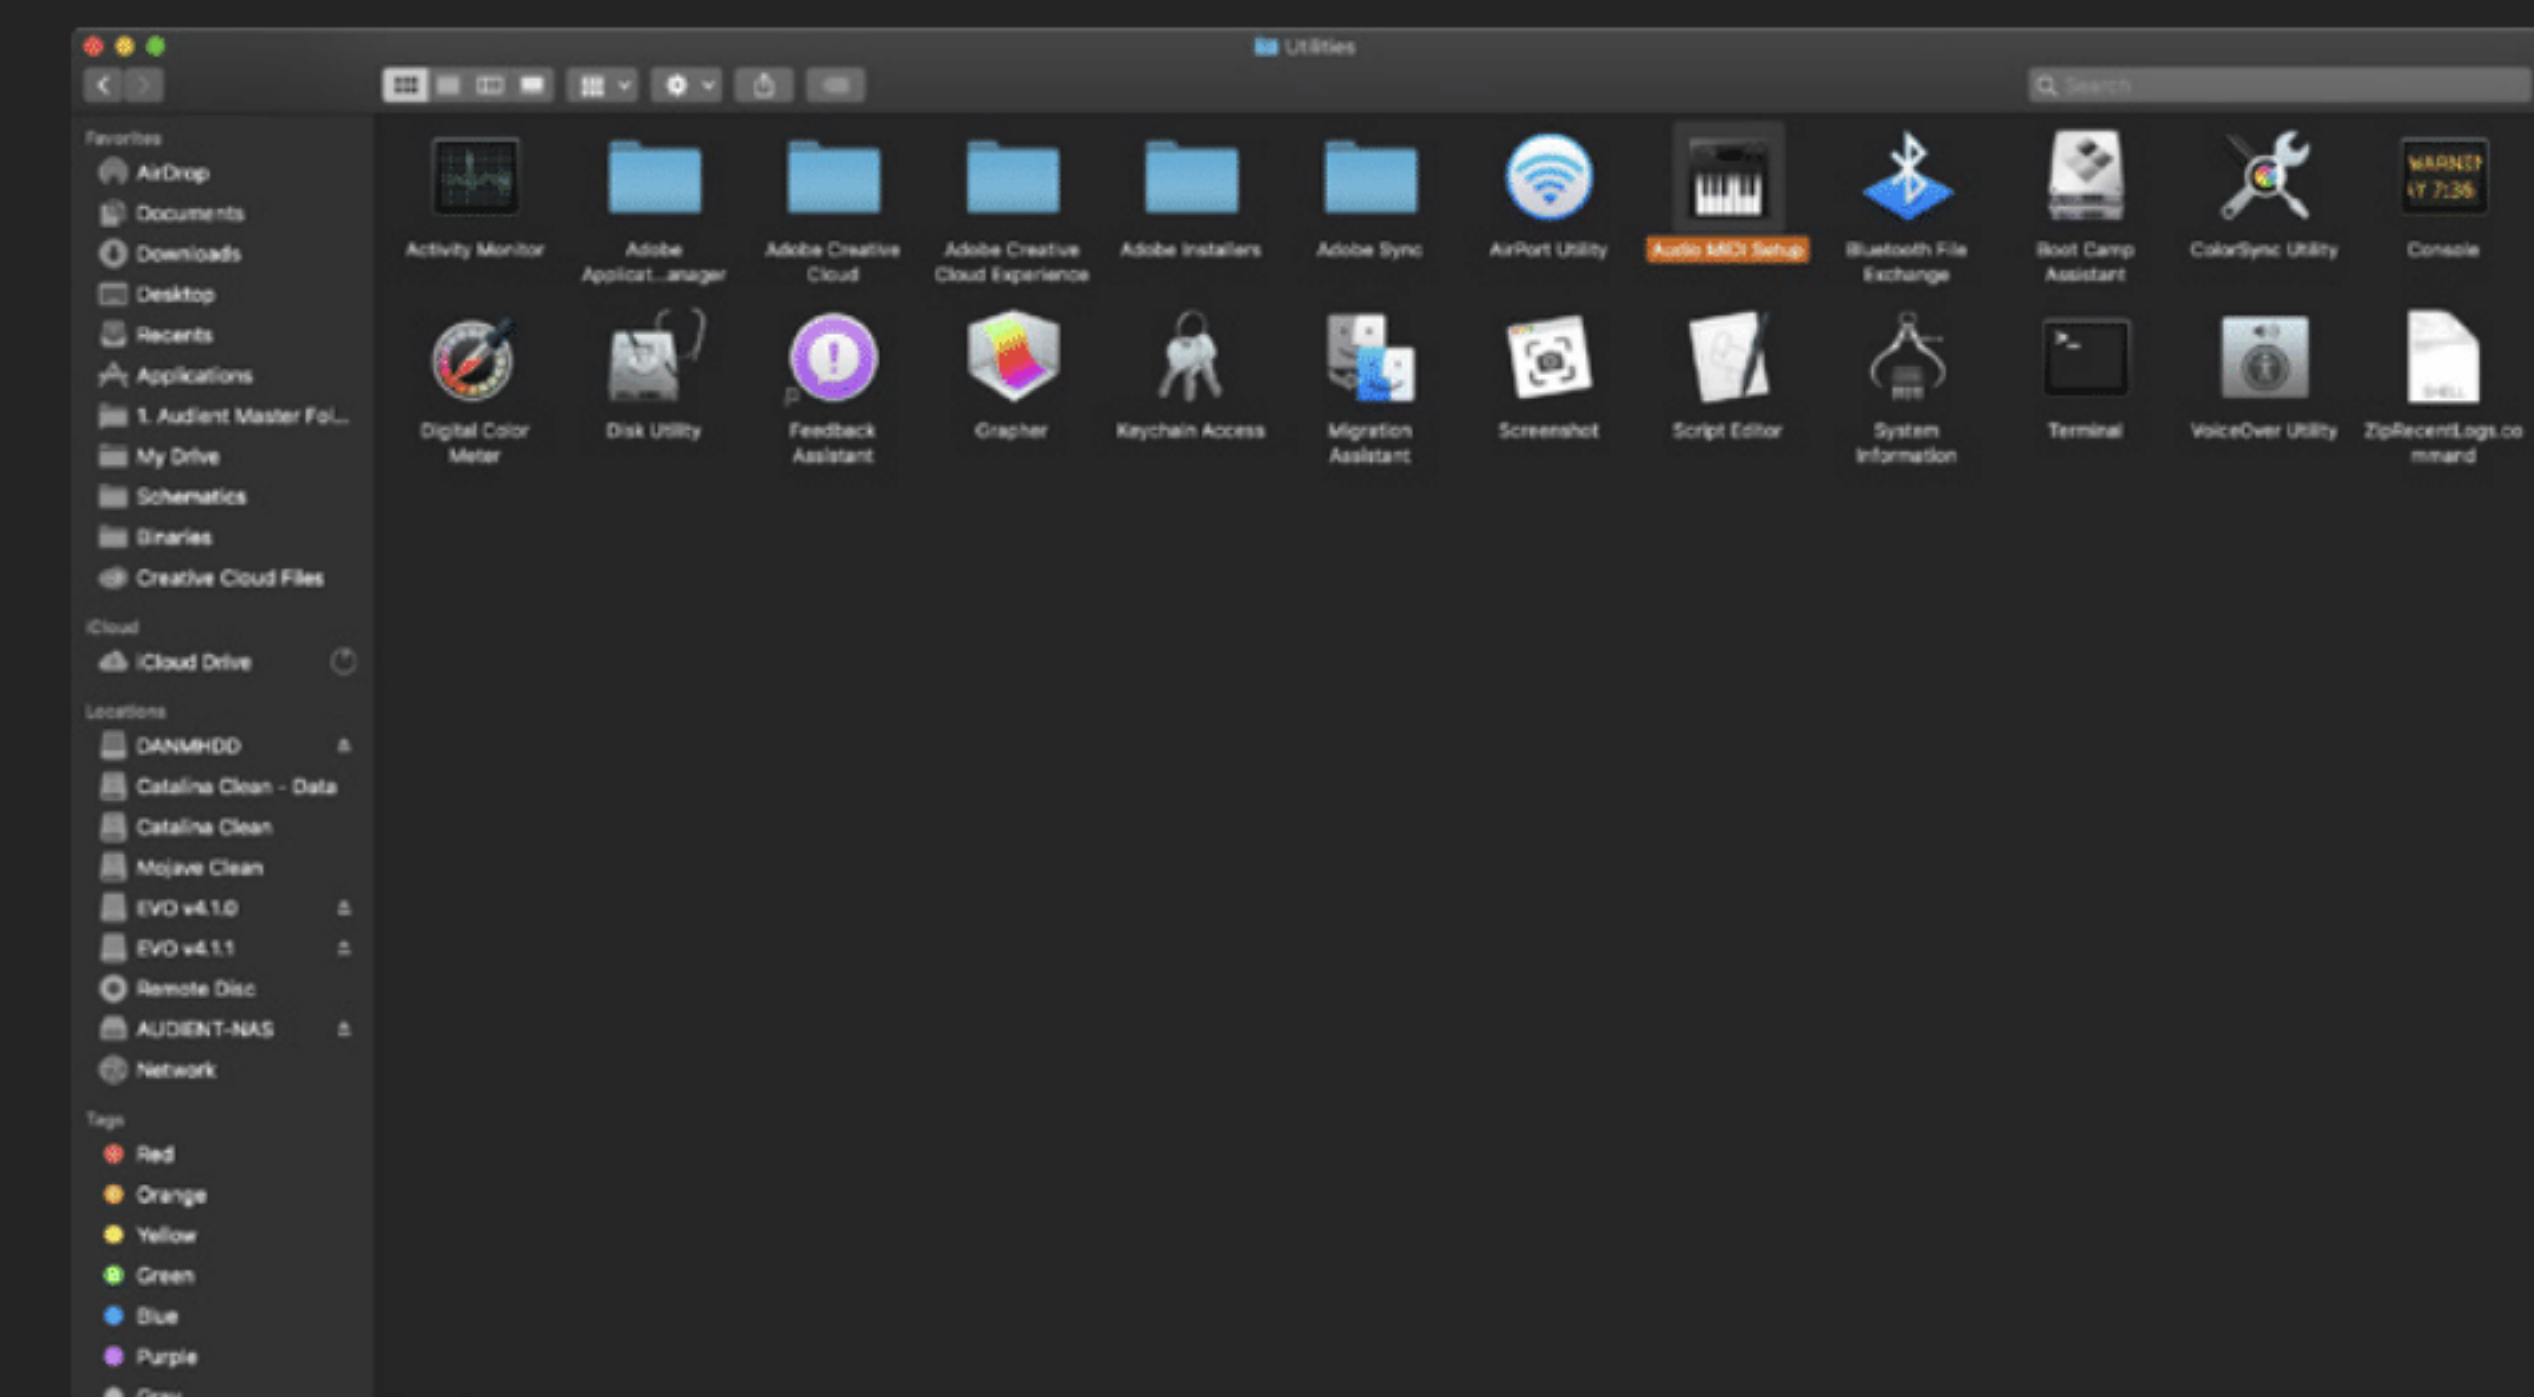 Utilities
Search
Favorites
AirDrop
Documents
Downloads
Desktop
Recents
Applications
1. Audient Master Fol...
My Drive
Schematics
Binaries
Creative Cloud Files
iCloud
iCloud Drive
Locations
DANMHDD
Catalina Clean - Data
Catalina Clean
Mojave Clean
EVO v4.1.0
EVO v4.1.1
Remote Disc
AUDIENT-NAS
Network
Tags
Red
Orange
Yellow
Green
Blue
Purple
Gray
WARNIN
Activity Monitor
Adobe
Applicat...anager
Adobe Creative
Cloud
Adobe Creative
Cloud Experience
Adobe Installers
Adobe Sync
AirPort Utility
Audio MIDI Setup
Bluetooth File
Exchange
Boot Camp
Assistant
ColorSync Utility
Console
SHELL
Digital Color
Meter
Disk Utility
Feedback
Assistant
Grapher
Keychain Access
Migration
Assistant
Screenshot
Script Editor
System
Information
Terminal
VoiceOver Utility
ZipRecentLogs.co
mmand